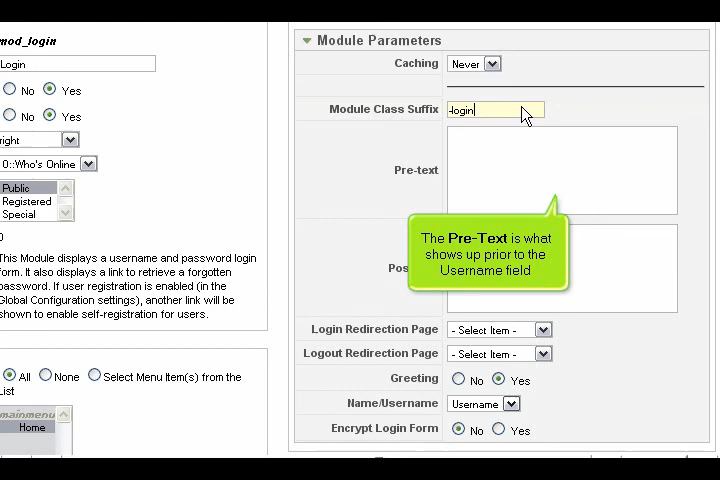 mod_login
Login
No Yes
No Yes
right
0::Who's Online
Public
Registered
Special
0
This Module displays a username and password login
form. It also displays a link to retrieve a forgotten
password. If user registration is enabled (in the
Global Configuration settings), another link will be
shown to enable self-registration for users.
All None Select Menu Item(s) from the
List
mainmenu
Home
Module Parameters
Caching Never
Module Class Suffix -login
Pre-text
The Pre-Text is what
shows up prior to the
Username field
Pos
Login Redirection Page - Select Item -
Logout Redirection Page - Select Item -
Greeting No Yes
Name/Username Username
Encrypt Login Form No Yes